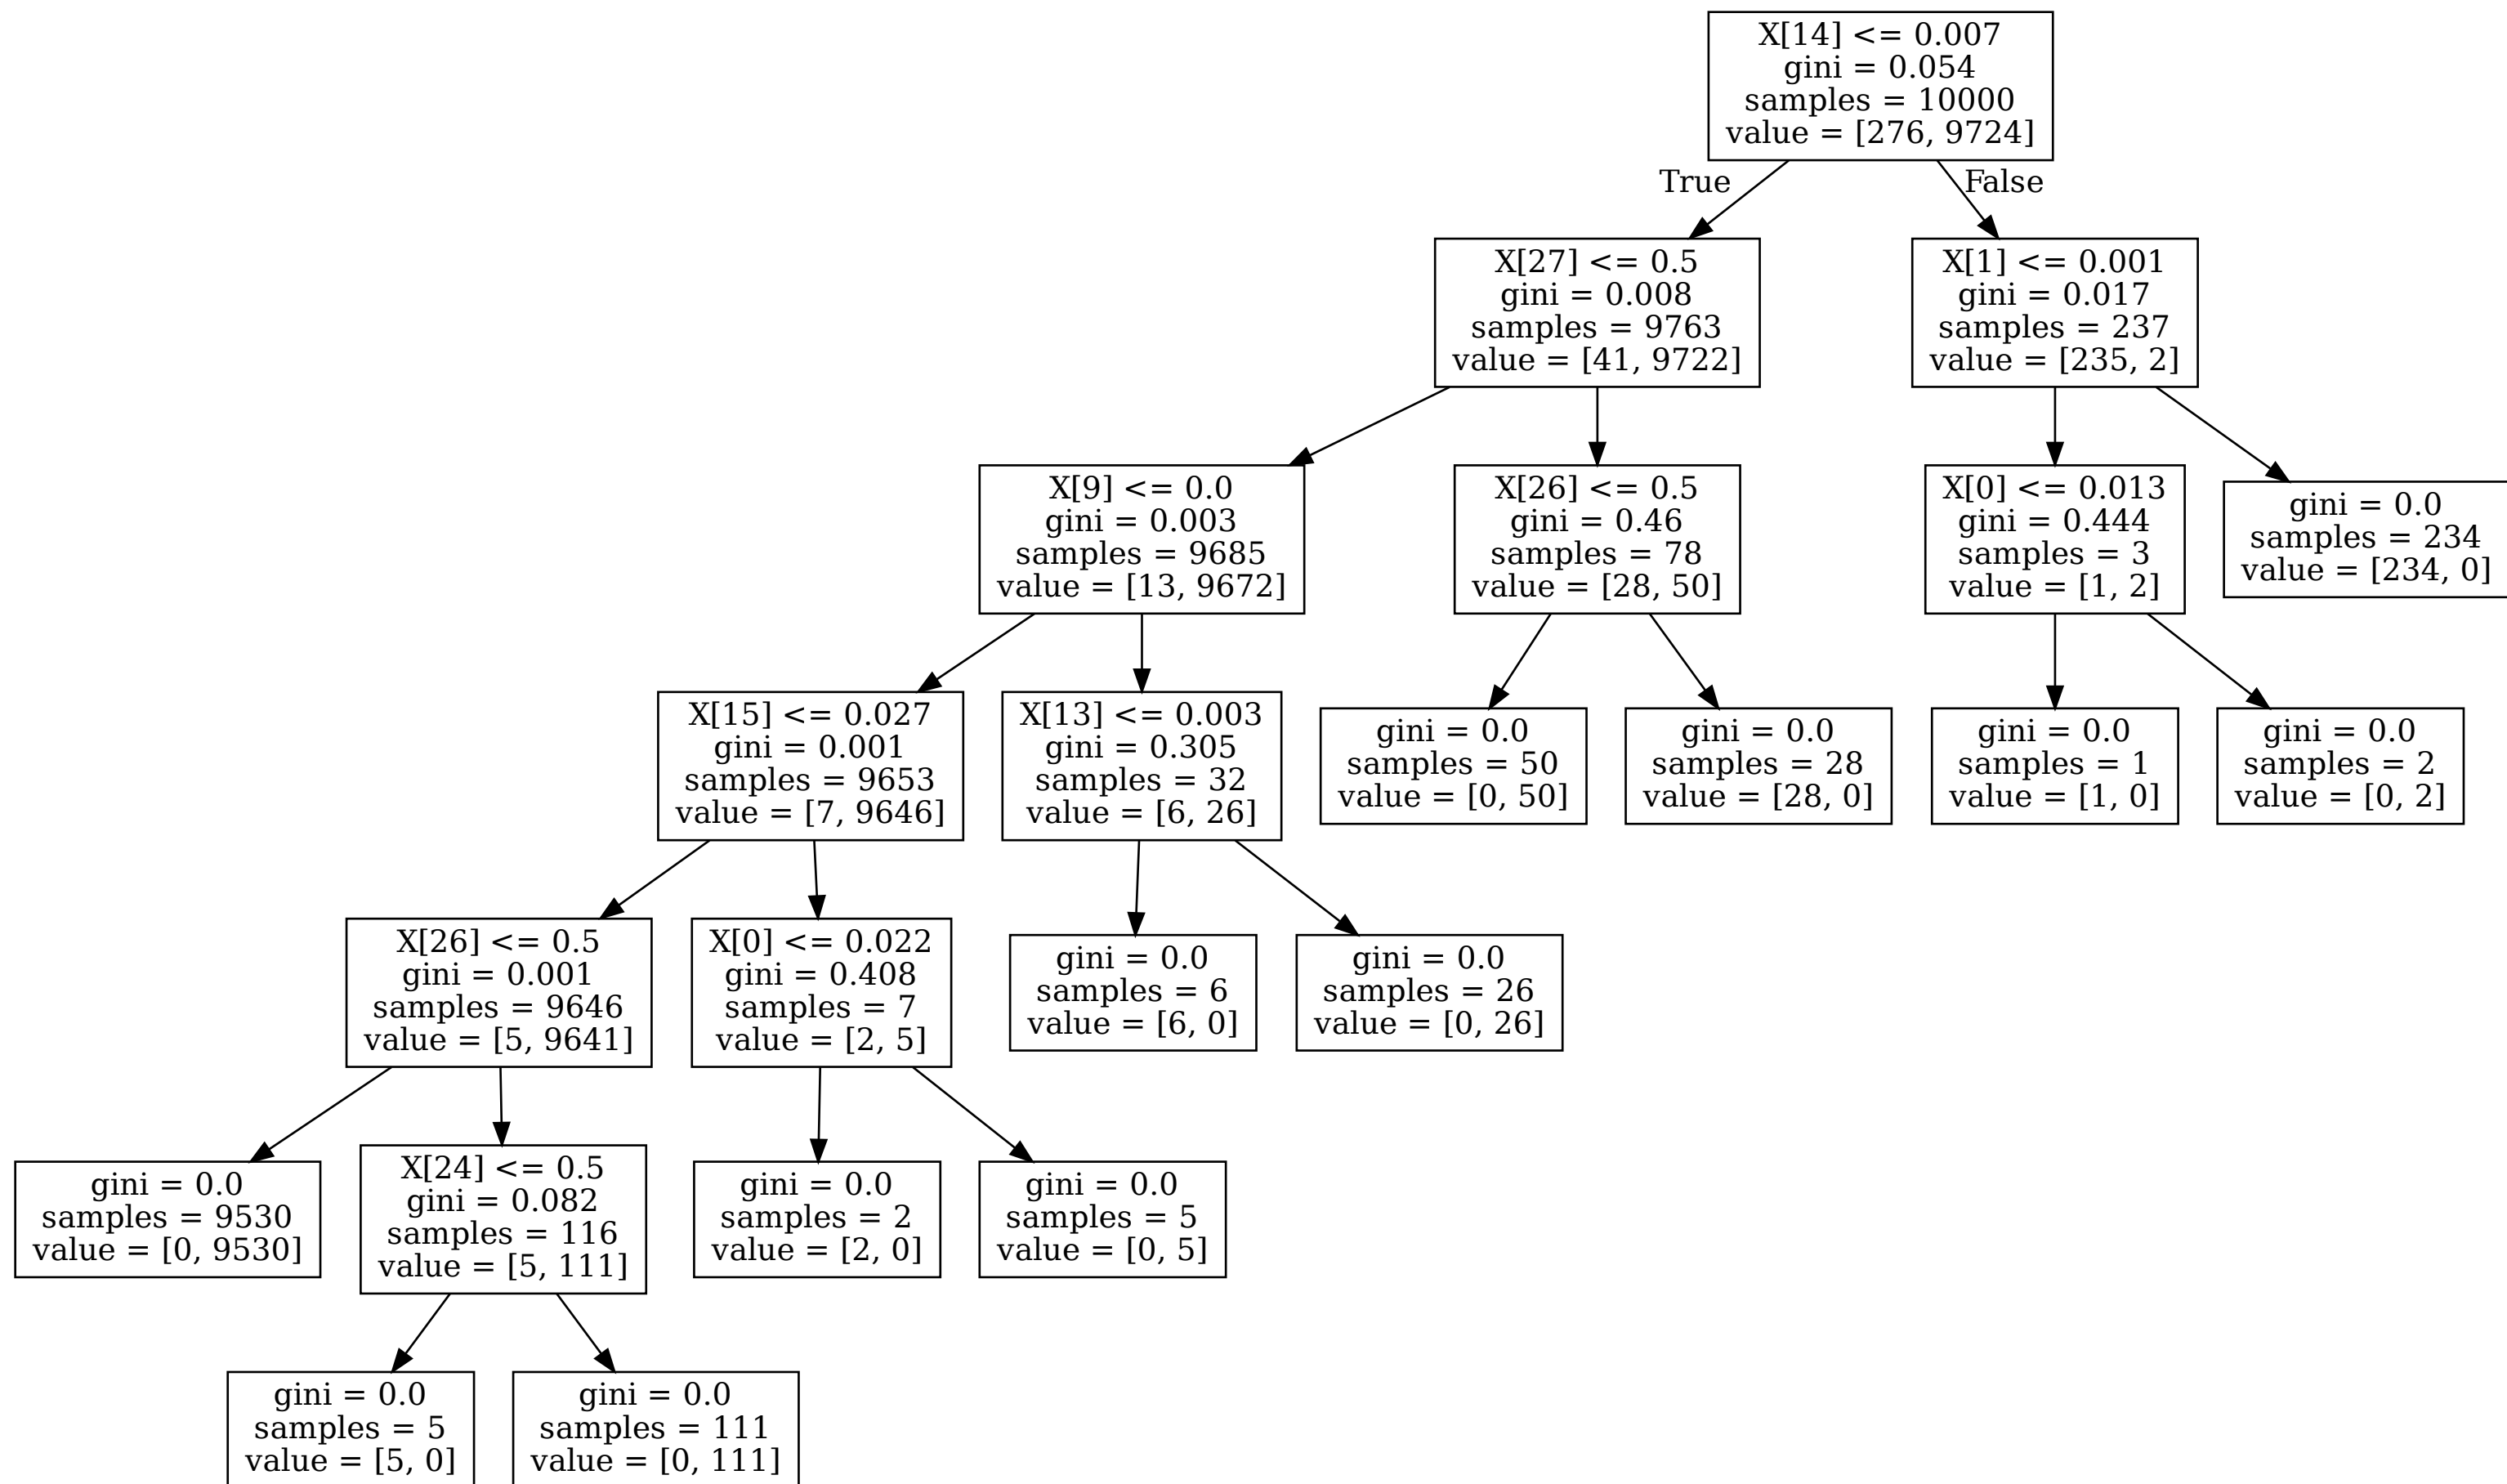 X[14] <= 0.007
gini = 0.054
samples = 10000
value = [276, 9724]
True
False
X[27] <= 0.5
gini = 0.008
samples = 9763
value = [41, 9722]
X[1] <= 0.001
gini = 0.017
samples = 237
value = [235, 2]
X[9] <= 0.0
gini = 0.003
samples = 9685
value = [13, 9672]
X[26] <= 0.5
gini = 0.46
samples = 78
value = [28, 50]
X[0] <= 0.013
gini = 0.444
samples = 3
value = [1, 2]
gini = 0.0
samples = 234
value = [234, 0]
X[15] <= 0.027
gini = 0.001
samples = 9653
value = [7, 9646]
X[13] <= 0.003
gini = 0.305
samples = 32
value = [6, 26]
gini = 0.0
samples = 50
value = [0, 50]
gini = 0.0
samples = 28
value = [28, 0]
gini = 0.0
samples = 1
value = [1, 0]
gini = 0.0
samples = 2
value = [0, 2]
X[26] <= 0.5
gini = 0.001
samples = 9646
value = [5, 9641]
X[0] <= 0.022
gini = 0.408
samples = 7
value = [2, 5]
gini = 0.0
samples = 6
value = [6, 0]
gini = 0.0
samples = 26
value = [0, 26]
gini = 0.0
samples = 9530
value = [0, 9530]
X[24] <= 0.5
gini = 0.082
samples = 116
value = [5, 111]
gini = 0.0
samples = 2
value = [2, 0]
gini = 0.0
samples = 5
value = [0, 5]
gini = 0.0
samples = 5
value = [5, 0]
gini = 0.0
samples = 111
value = [0, 111]